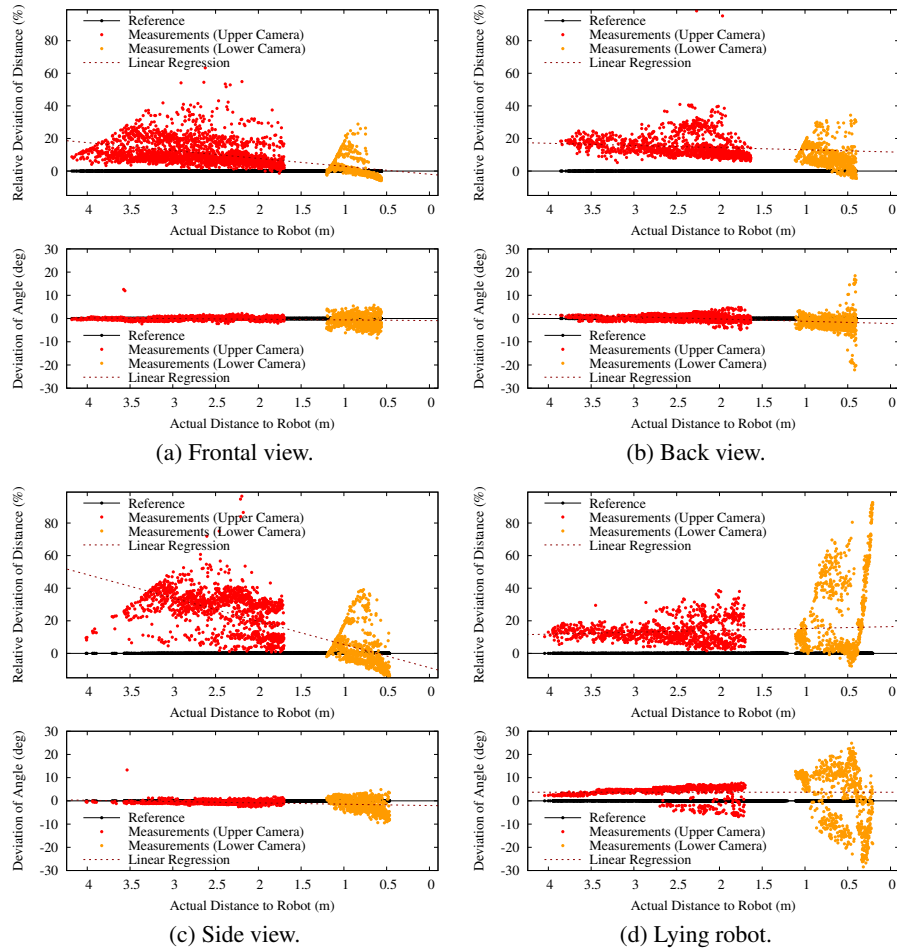 Relative Deviation of Distance (%)
80
60
40
20
0
Reference
Measurements (Upper Camera)
Measurements (Lower Camera)
Linear Regression
4 3.5 3 2.5 2 1.5 1 0.5 0
Actual Distance to Robot (m)
Deviation of Angle (deg)
30
20
10
0
-10
-20
-30
Reference
Measurements (Upper Camera)
Measurements (Lower Camera)
Linear Regression
4 3.5 3 2.5 2 1.5 1 0.5 0
Actual Distance to Robot (m)
(a) Frontal view.
Relative Deviation of Distance (%)
80
60
40
20
0
Reference
Measurements (Upper Camera)
Measurements (Lower Camera)
Linear Regression
4 3.5 3 2.5 2 1.5 1 0.5 0
Actual Distance to Robot (m)
Deviation of Angle (deg)
30
20
10
0
-10
-20
-30
Reference
Measurements (Upper Camera)
Measurements (Lower Camera)
Linear Regression
4 3.5 3 2.5 2 1.5 1 0.5 0
Actual Distance to Robot (m)
(b) Back view.
Relative Deviation of Distance (%)
80
60
40
20
0
Reference
Measurements (Upper Camera)
Measurements (Lower Camera)
Linear Regression
4 3.5 3 2.5 2 1.5 1 0.5 0
Actual Distance to Robot (m)
Deviation of Angle (deg)
30
20
10
0
-10
-20
-30
Reference
Measurements (Upper Camera)
Measurements (Lower Camera)
Linear Regression
4 3.5 3 2.5 2 1.5 1 0.5 0
Actual Distance to Robot (m)
(c) Side view.
Relative Deviation of Distance (%)
80
60
40
20
0
Reference
Measurements (Upper Camera)
Measurements (Lower Camera)
Linear Regression
4 3.5 3 2.5 2 1.5 1 0.5 0
Actual Distance to Robot (m)
Deviation of Angle (deg)
30
20
10
0
-10
-20
-30
Reference
Measurements (Upper Camera)
Measurements (Lower Camera)
Linear Regression
4 3.5 3 2.5 2 1.5 1 0.5 0
Actual Distance to Robot (m)
(d) Lying robot.